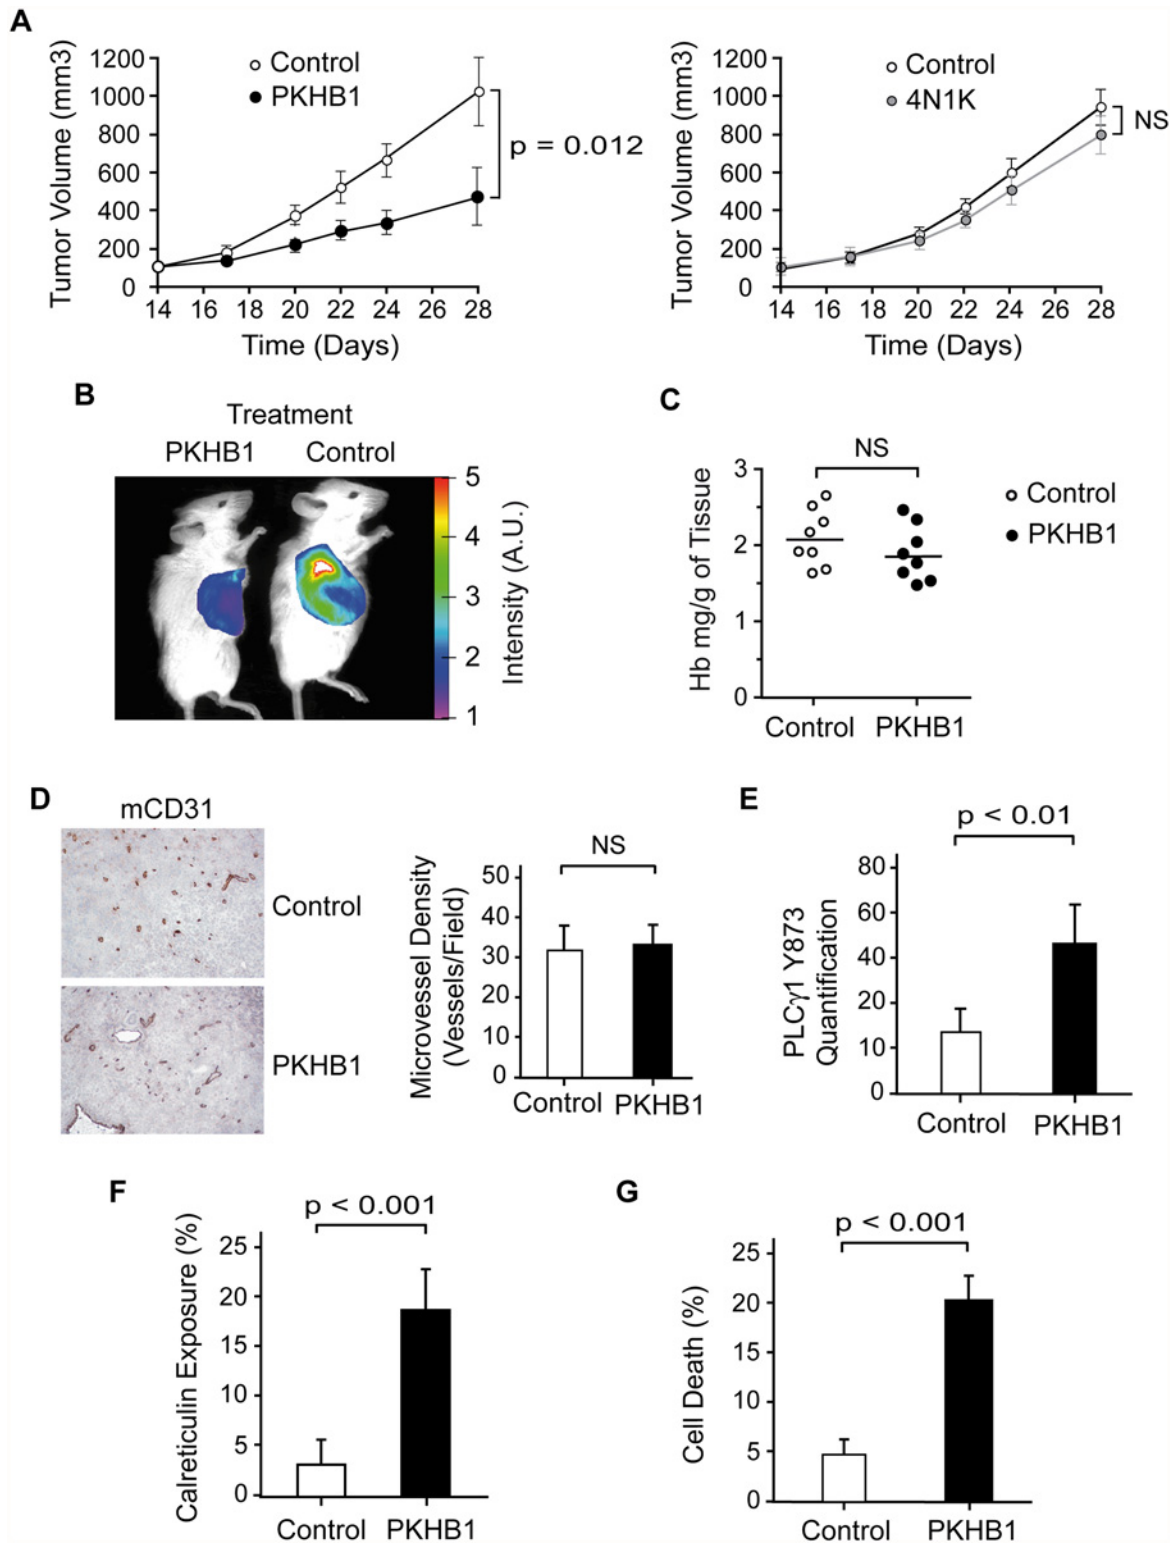 A
Tumor Volume (mm3)
1200
1000
800
600
400
200
0
Control
PKHB1
p = 0.012
14 16 18 20 22 24 26 28
Time (Days)
Tumor Volume (mm3)
1200
1000
800
600
400
200
0
Control
4N1K
NS
14 16 18 20 22 24 26 28
Time (Days)
B
Treatment
PKHB1 Control
5
4
3
2
1
Intensity (A.U.)
C
NS
Hb mg/g of Tissue
3
2
1
0
Control PKHB1
Control
PKHB1
D
mCD31
Control
PKHB1
Microvessel Density
(Vessels/Field)
NS
50
40
30
20
10
0
Control PKHB1
E
p < 0.01
PLCγ1 Y873
Quantification
80
60
40
20
10
0
Control PKHB1
F
p < 0.001
Calreticulin Exposure (%)
25
20
15
10
5
0
Control PKHB1
G
p < 0.001
Cell Death (%)
25
20
15
10
5
0
Control PKHB1